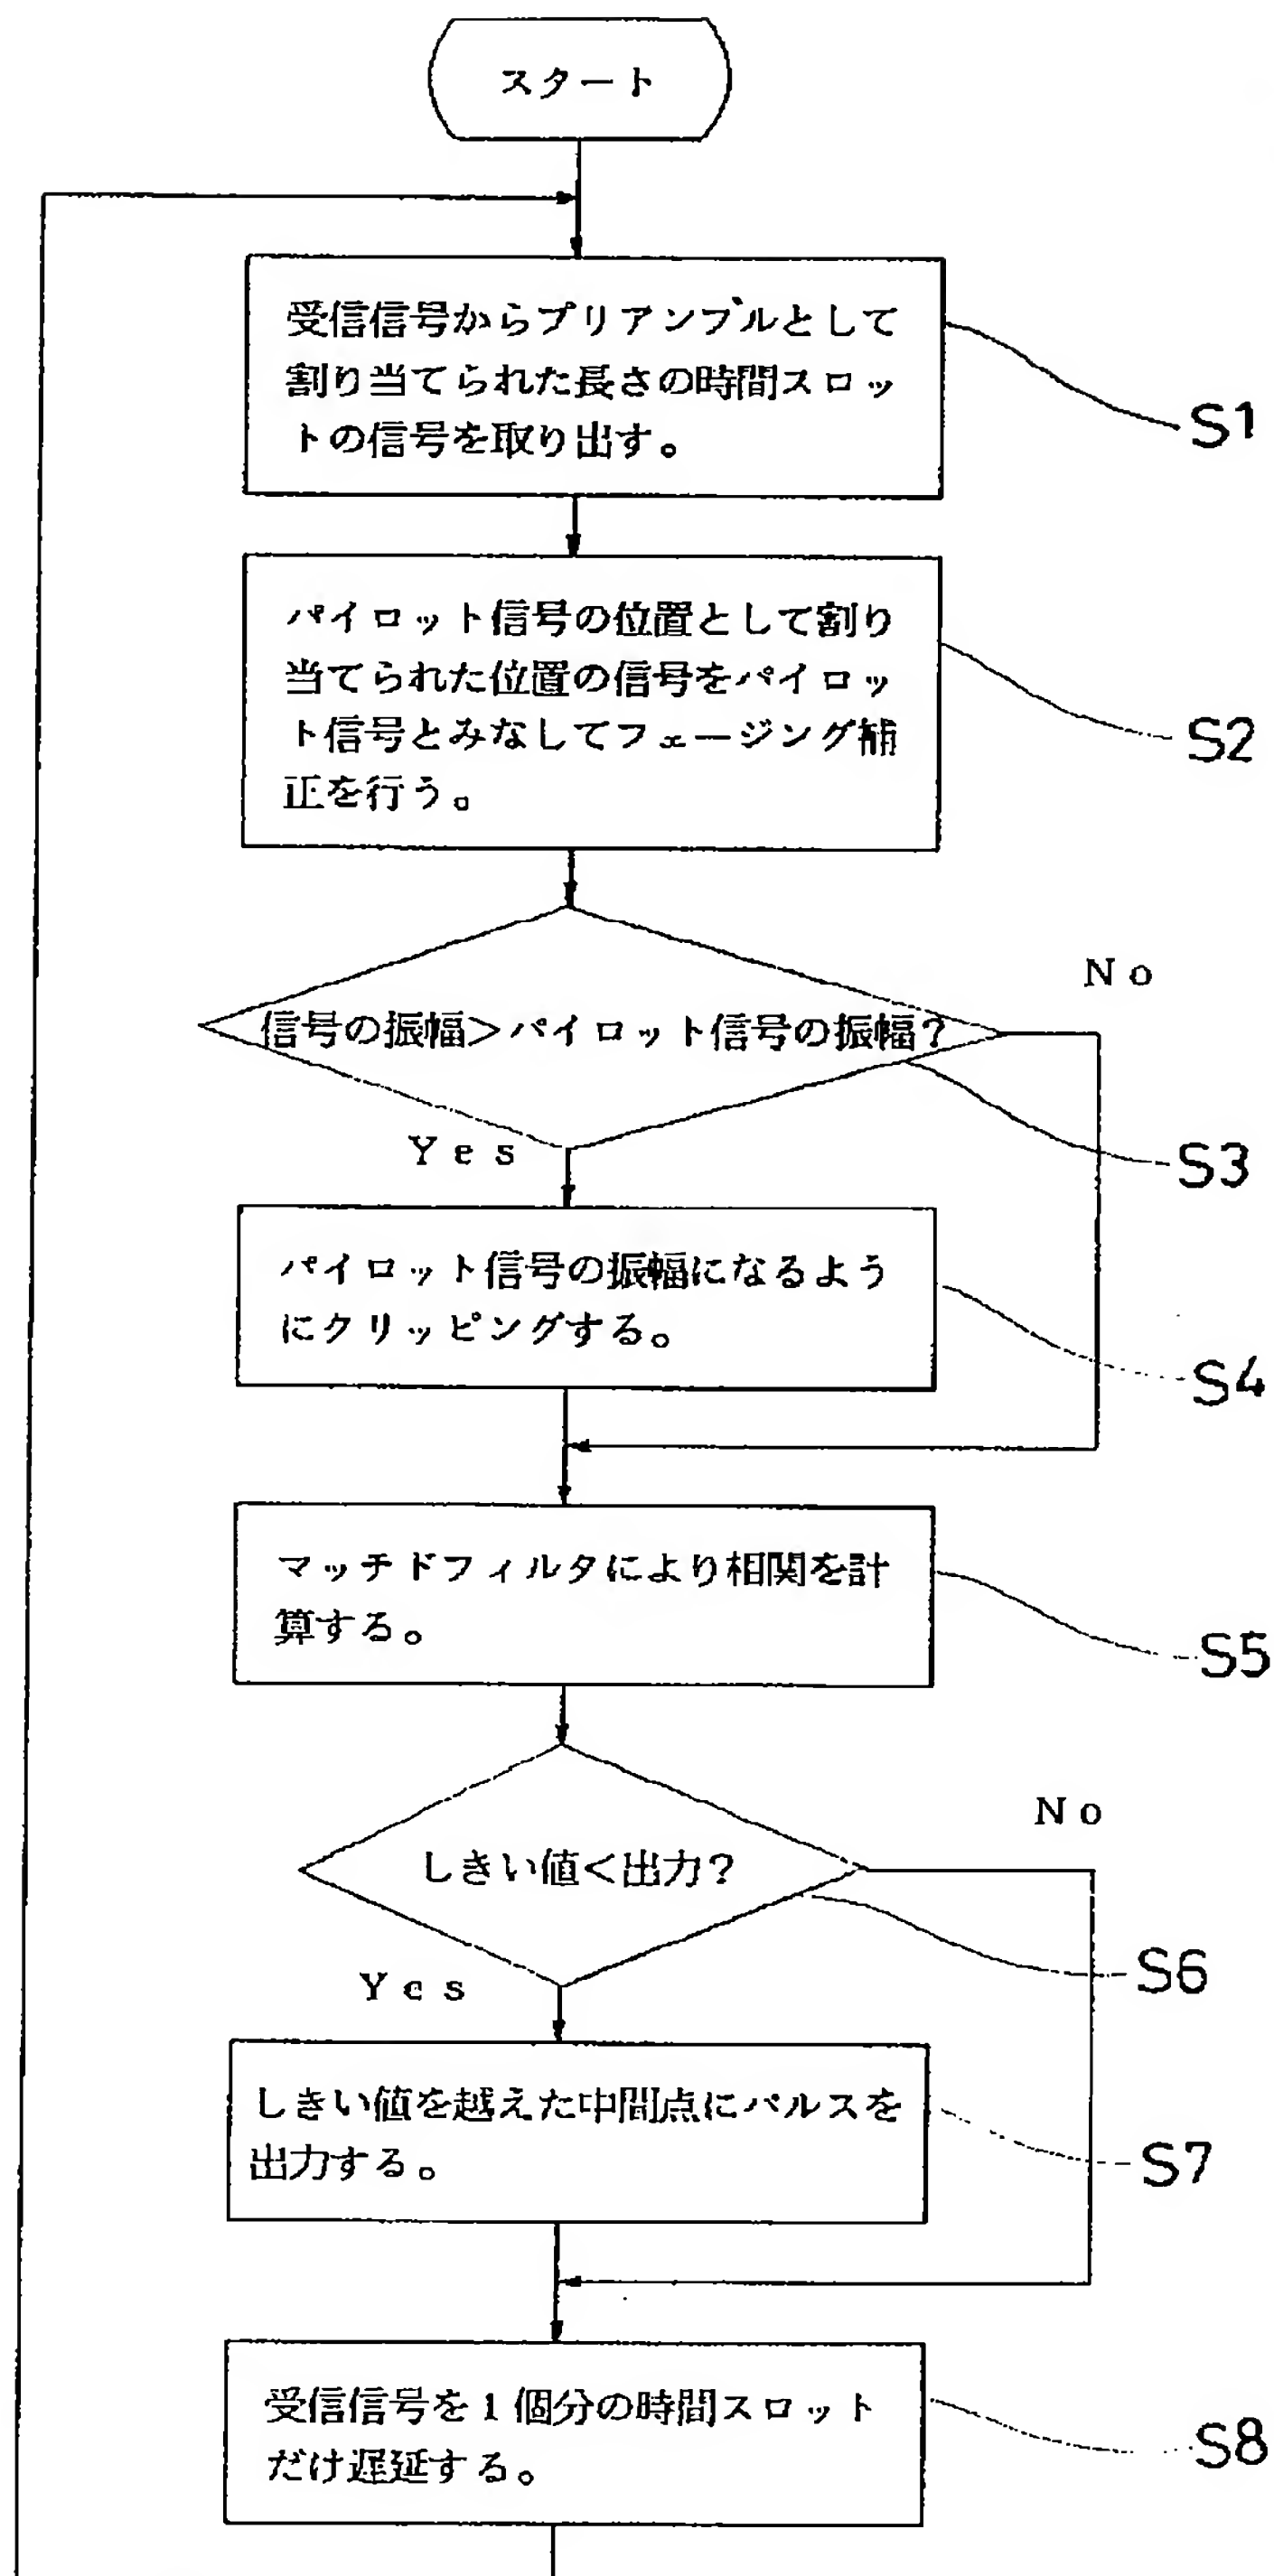 スタート
受信信号からプリアンブルとして
割り当てられた長さの時間スロッ
トの信号を取り出す。
S1
パイロット信号の位置として割り
当てられた位置の信号をパイロッ
ト信号とみなしてフェージング補
正を行う。
S2
信号の振幅>パイロット信号の振幅?
No
S3
Yes
パイロット信号の振幅になるよう
にクリッピングする。
S4
マッチドフィルタにより相関を計
算する。
S5
しきい値<出力?
No
S6
Yes
しきい値を越えた中間点にパルスを
出力する。
S7
受信信号を1個分の時間スロット
だけ遅延する。
S8